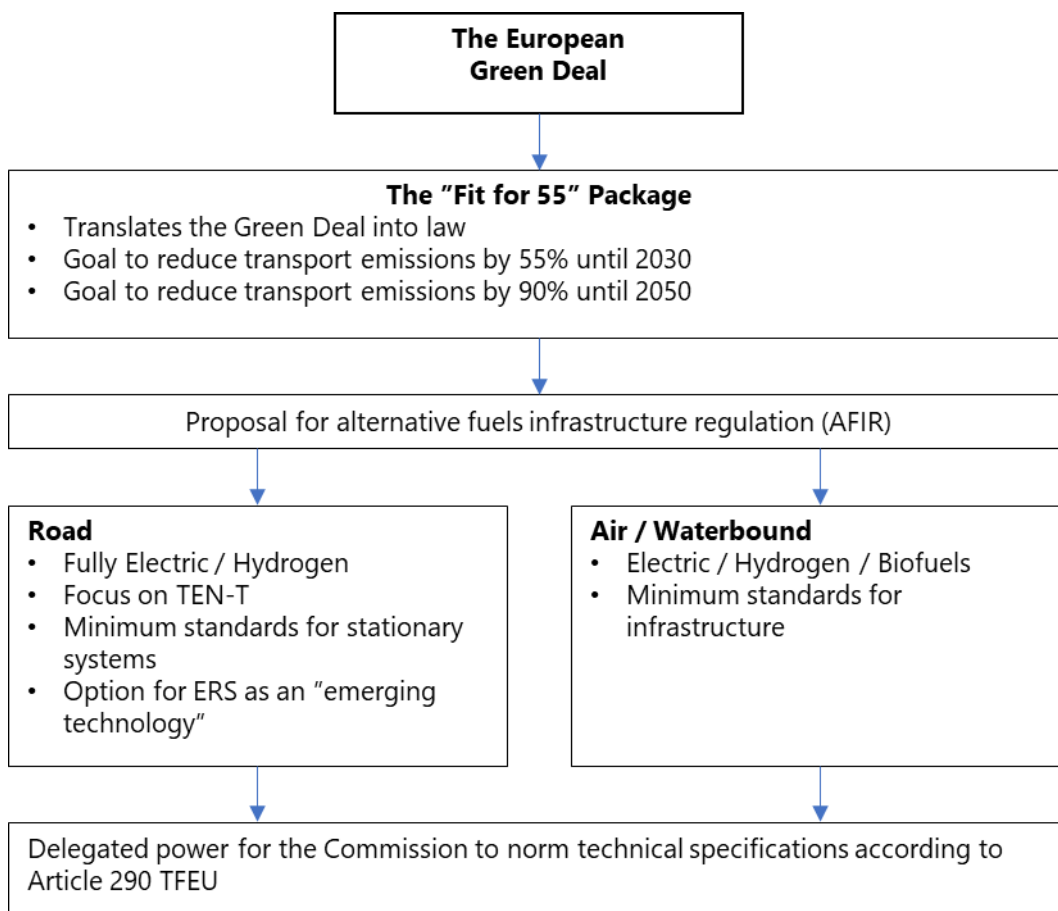 The European
Green Deal
The ”Fit for 55” Package
• Translates the Green Deal into law
• Goal to reduce transport emissions by 55% until 2030
• Goal to reduce transport emissions by 90% until 2050
Proposal for alternative fuels infrastructure regulation (AFIR)
Road
• Fully Electric / Hydrogen
• Focus on TEN-T
• Minimum standards for stationary
systems
• Option for ERS as an ”emerging
technology”
Air / Waterbound
• Electric / Hydrogen / Biofuels
• Minimum standards for
infrastructure
Delegated power for the Commission to norm technical specifications according to
Article 290 TFEU